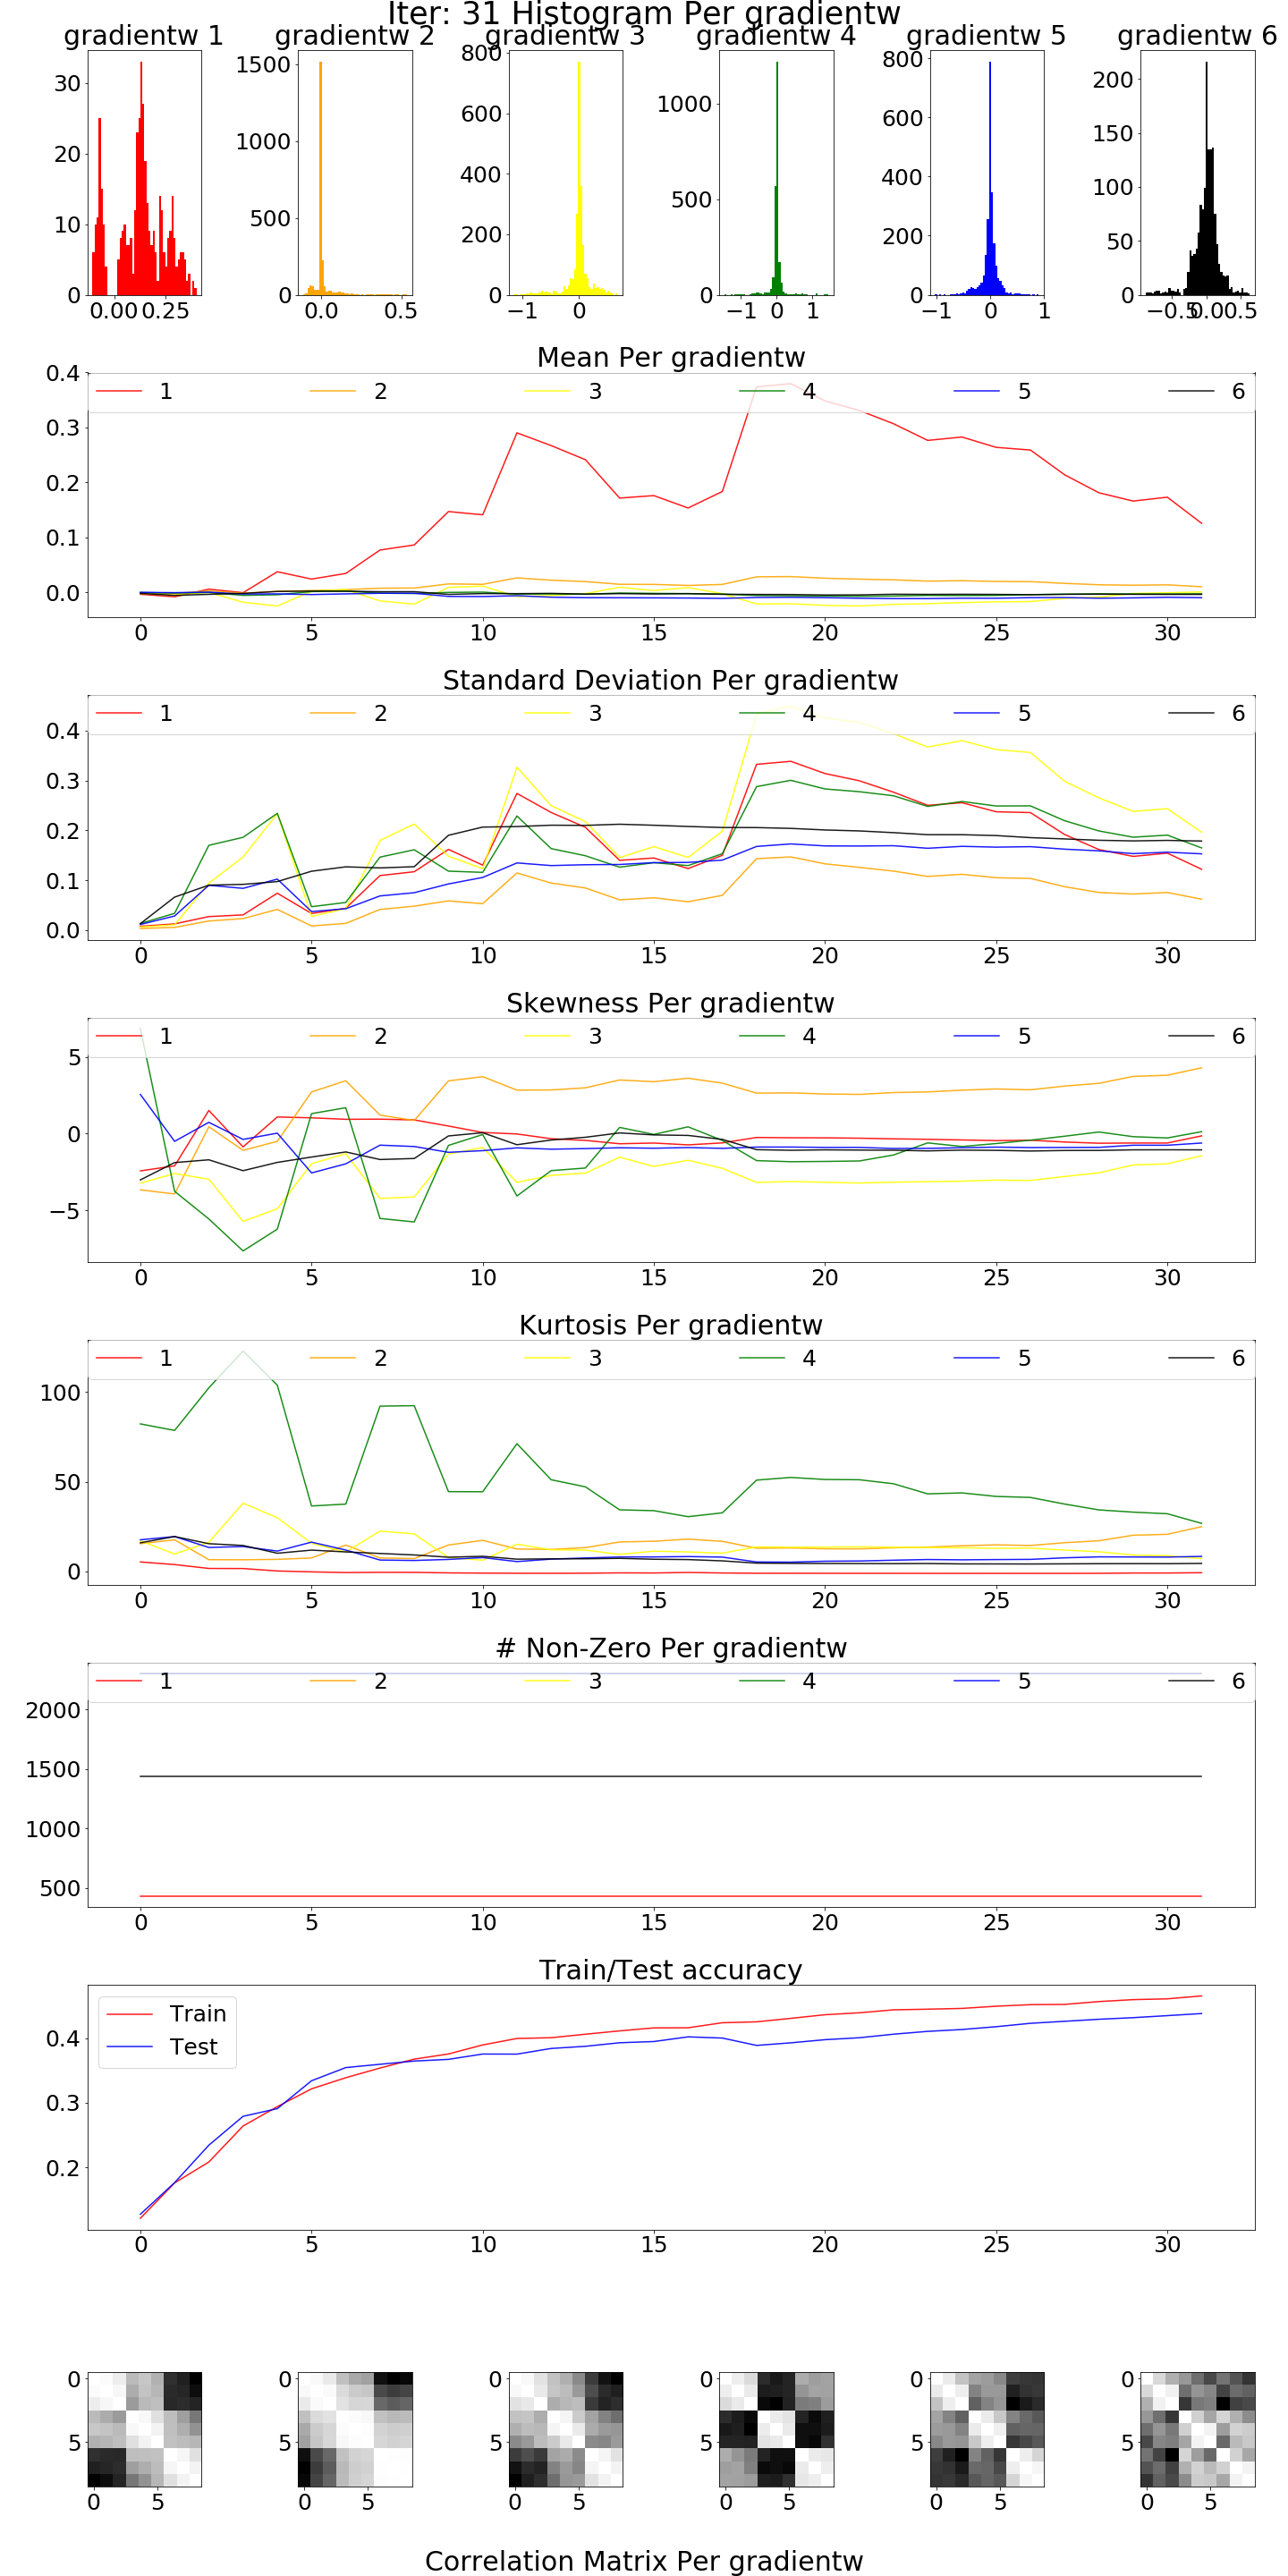 Iter: 31 Histogram Per gradientw
gradientw 1 gradientw 2 gradientw 3 gradientw 4 gradientw 5 gradientw 6
30 20 10 0 0.00 0.25
1500 1000 500 0 0.0 0.5
800 600 400 200 0 −1 0
1000 500 0 −1 0 1
800 600 400 200 0 −1 0 1
200 150 100 50 0 −0.5 0.0 0.5
Mean Per gradientw
1 2 3 4 5 6
0.4
0.3
0.2
0.1
0.0
0 5 10 15 20 25 30
Standard Deviation Per gradientw
1 2 3 4 5 6
0.4
0.3
0.2
0.1
0.0
0 5 10 15 20 25 30
Skewness Per gradientw
1 2 3 4 5 6
5
0
−5
0 5 10 15 20 25 30
Kurtosis Per gradientw
1 2 3 4 5 6
100
50
0
0 5 10 15 20 25 30
# Non-Zero Per gradientw
1 2 3 4 5 6
2000
1500
1000
500
0 5 10 15 20 25 30
Train/Test accuracy
Train
Test
0.4
0.3
0.2
0 5 10 15 20 25 30
0 0 0 0 0 0
5 5 5 5 5 5
0 5 0 5 0 5 0 5 0 5 0 5
Correlation Matrix Per gradientw